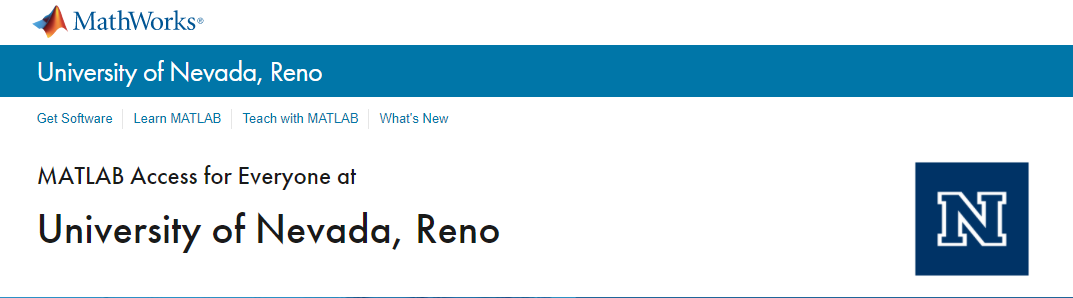 MathWorks®
University of Nevada, Reno
Get Software
Learn MATLAB
Teach with MATLAB
What's New
MATLAB Access for Everyone at
University of Nevada, Reno
N